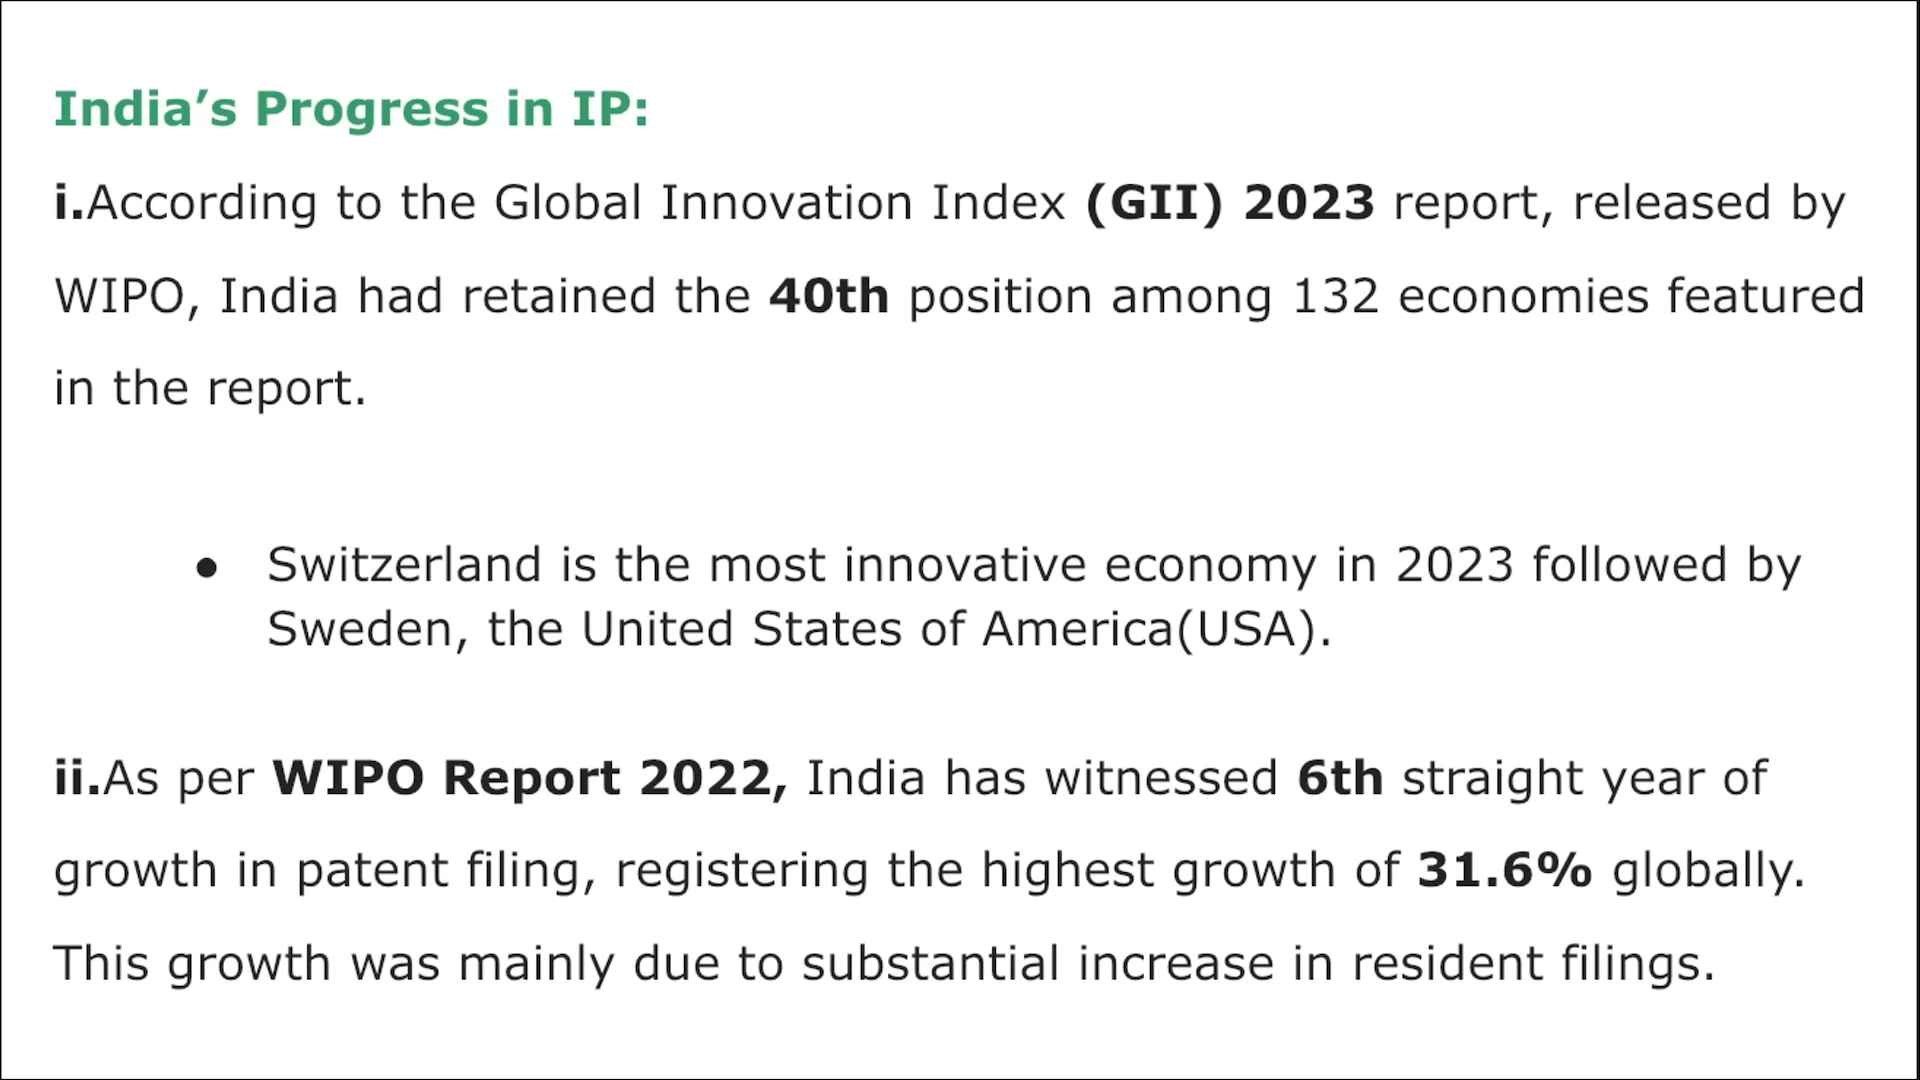 India’s Progress in IP:
i.According to the Global Innovation Index (GII) 2023 report, released by
WIPO, India had retained the 40th position among 132 economies featured
in the report.
● Switzerland is the most innovative economy in 2023 followed by
Sweden, the United States of America(USA).
ii.As per WIPO Report 2022, India has witnessed 6th straight year of
growth in patent filing, registering the highest growth of 31.6% globally.
This growth was mainly due to substantial increase in resident filings.